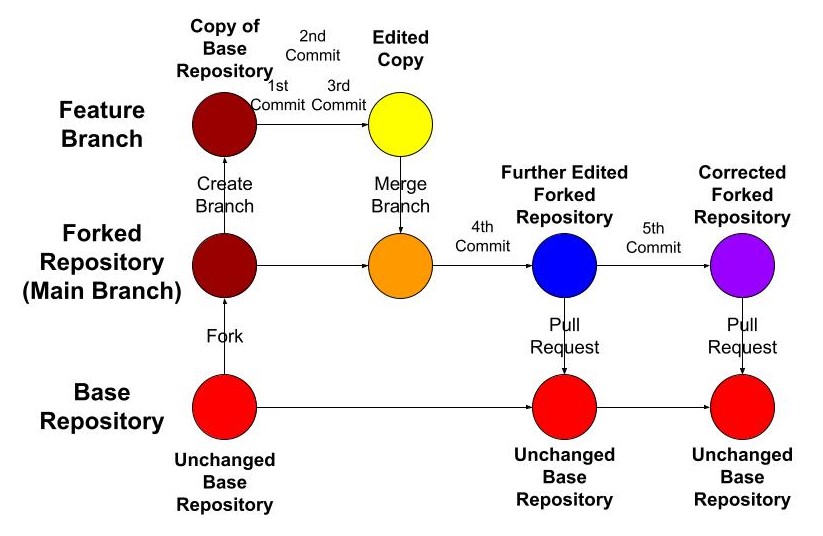 Copy of
Base
Repository
2nd
Commit
Edited
Copy
1st
Commit
3rd
Commit
Feature
Branch
Create
Branch
Merge
Branch
Further Edited
Forked
Repository
Corrected
Forked
Repository
Forked
Repository
(Main Branch)
4th
Commit
5th
Commit
Fork
Pull
Request
Pull
Request
Base
Repository
Unchanged
Base
Repository
Unchanged
Base
Repository
Unchanged
Base
Repository